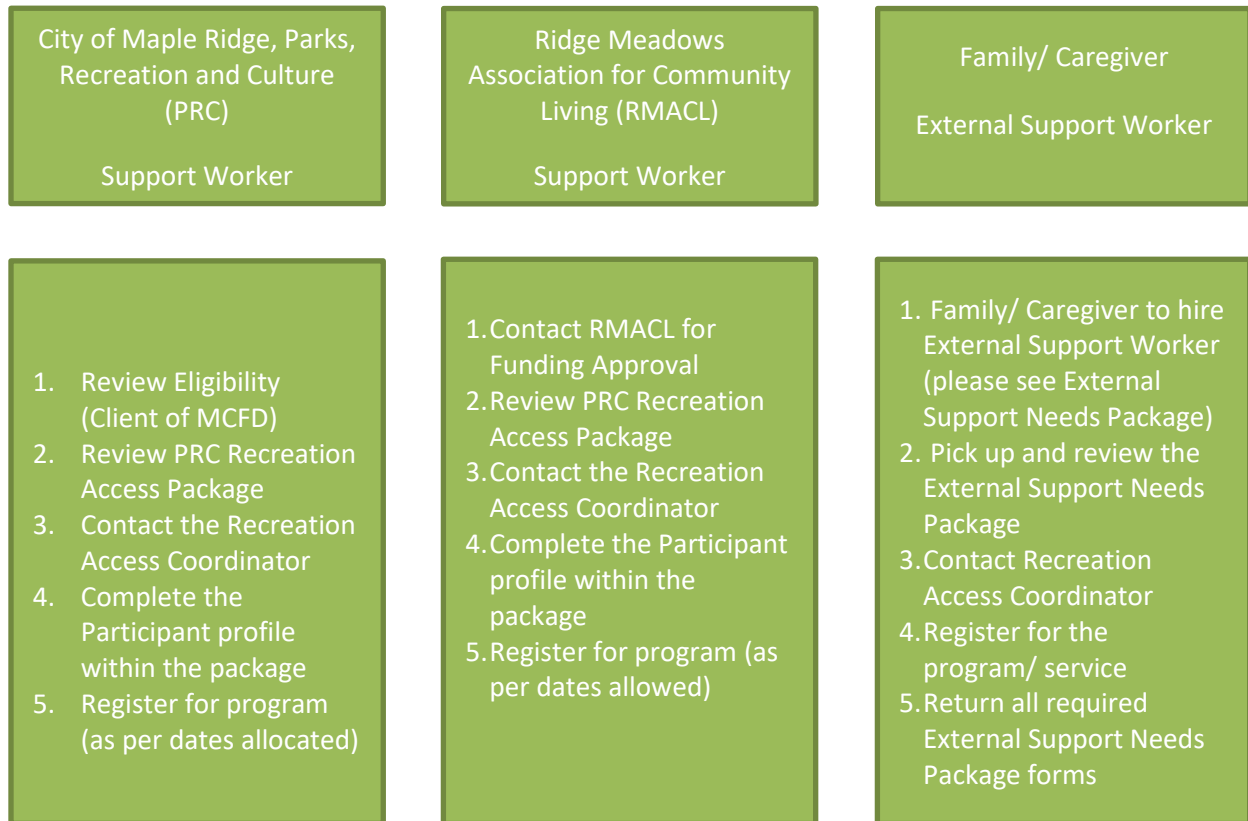 City of Maple Ridge, Parks,
Recreation and Culture
(PRC)
Support Worker
Ridge Meadows
Association for Community
Living (RMACL)
Support Worker
Family/ Caregiver
External Support Worker
1. Review Eligibility
(Client of MCFD)
2. Review PRC Recreation
Access Package
3. Contact the Recreation
Access Coordinator
4. Complete the
Participant profile
within the package
5. Register for program
(as per dates allocated)
1.Contact RMACL for
Funding Approval
2.Review PRC Recreation
Access Package
3.Contact the Recreation
Access Coordinator
4.Complete the Participant
profile within the
package
5.Register for program (as
per dates allowed)
1. Family/ Caregiver to hire
External Support Worker
(please see External
Support Needs Package)
2. Pick up and review the
External Support Needs
Package
3.Contact Recreation
Access Coordinator
4.Register for the
program/ service
5.Return all required
External Support Needs
Package forms